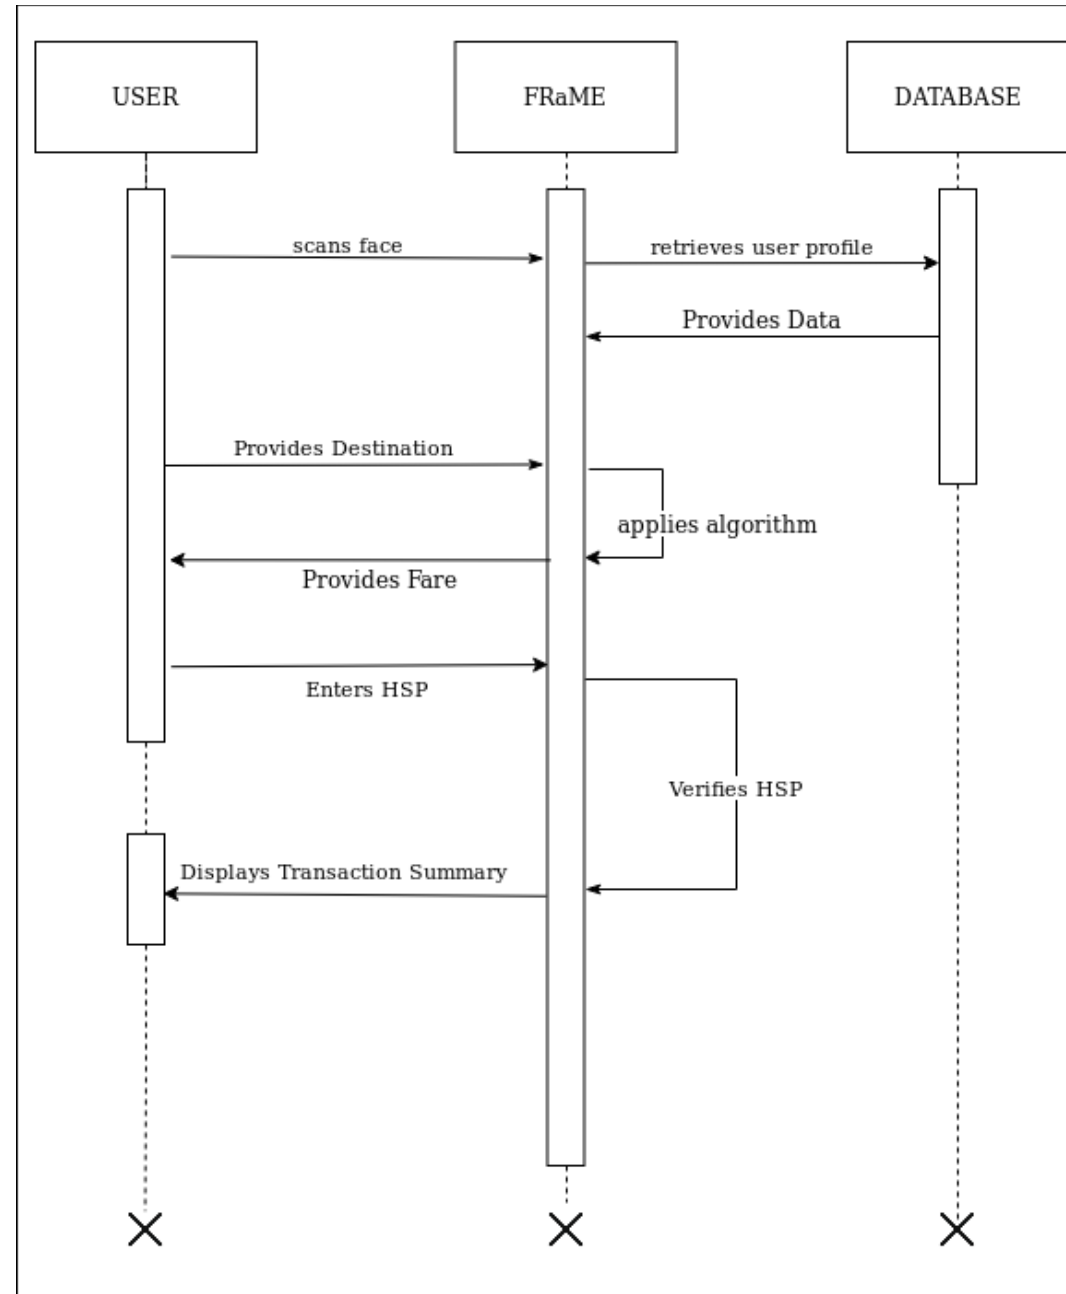 USER
FRaME
DATABASE
scans face
retrieves user profile
Provides Data
Provides Destination
applies algorithm
Provides Fare
Enters HSP
Verifies HSP
Displays Transaction Summary